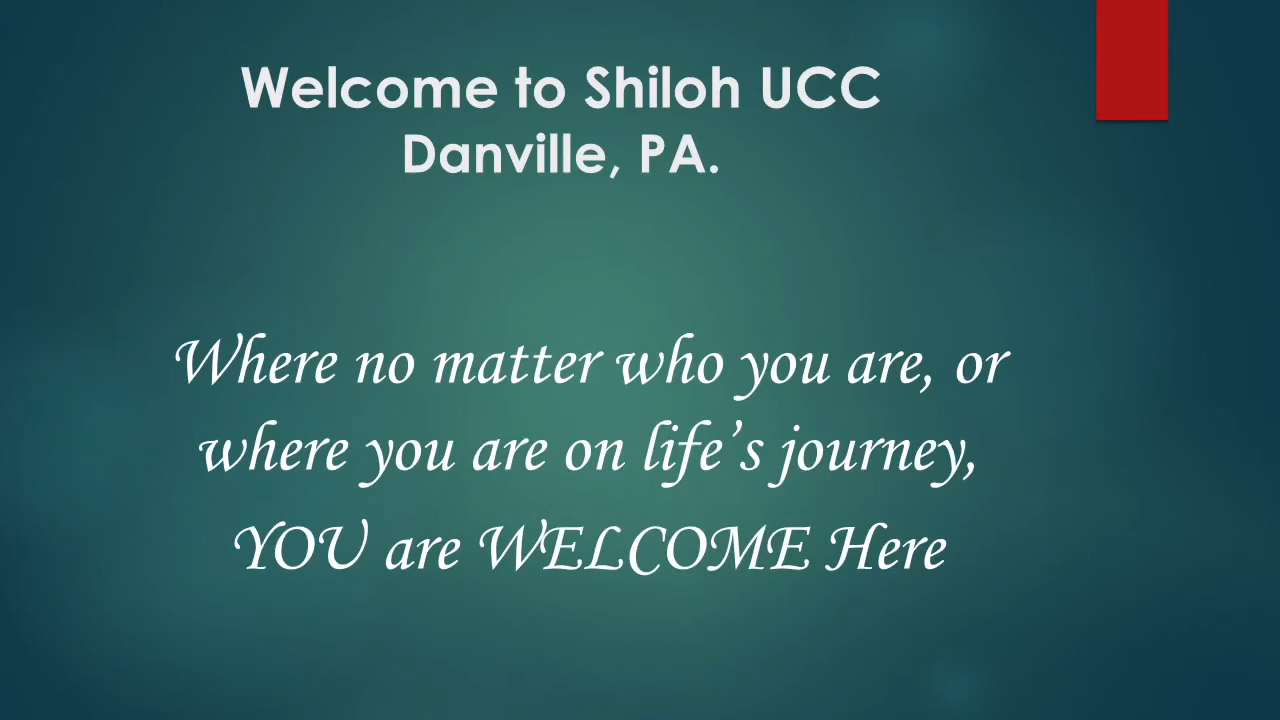 Welcome to Shiloh UCC
Danville, PA.
Where no matter who you are, or
where you are on life’s journey,
YOU are WELCOME Here